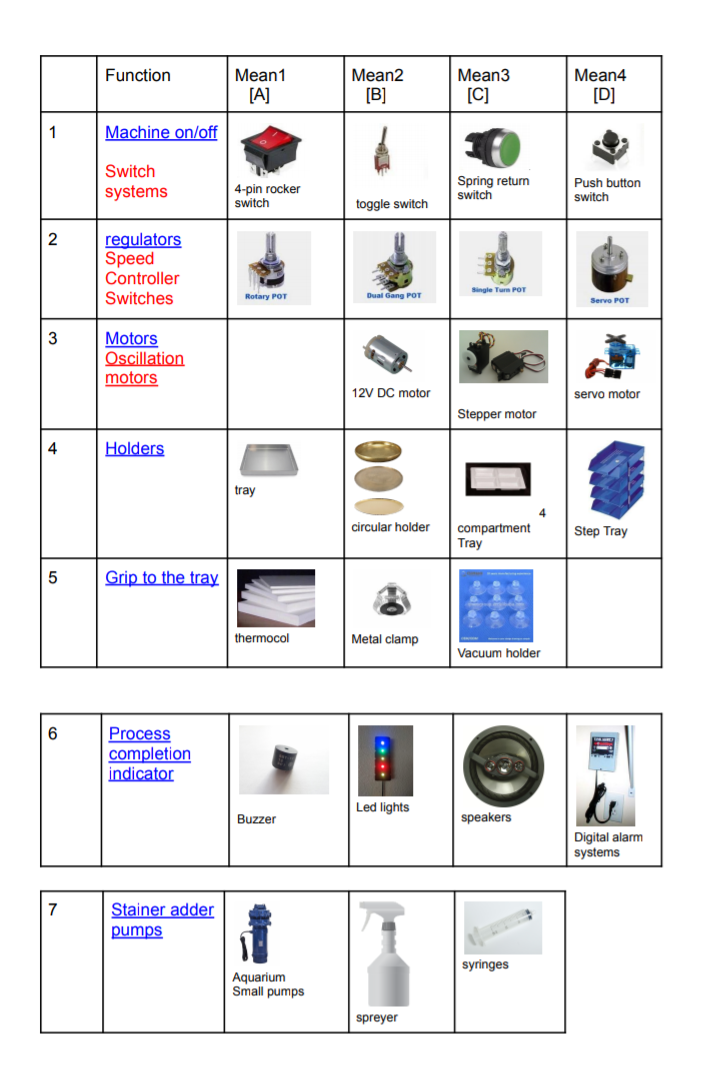 Function
Mean1
[A]
Mean2
[B]
Mean3
[C]
Mean4
[D]
1
Machine on/off
Switch
systems
4-pin rocker
switch
toggle switch
Spring return
switch
Push button
switch
2
regulators
Speed
Controller
Switches
Rotary POT
Dual Gang POT
Single Turn POT
Servo POT
3
Motors
Oscillation
motors
12V DC motor
Stepper motor
servo motor
4
Holders
tray
circular holder
4
compartment
Tray
Step Tray
5
Grip to the tray
thermocol
Metal clamp
Vacuum holder
6
Process
completion
indicator
Buzzer
Led lights
speakers
Digital alarm
systems
7
Stainer adder
pumps
Aquarium
Small pumps
spreyer
syringes